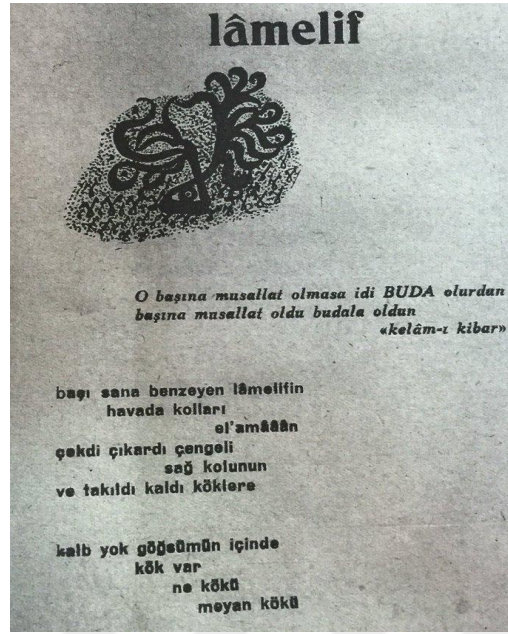 lâmelif
O başına musallat olmasa idi BUDA olurdun
başına musallat oldu budala oldun
«kelâm-ı kibar»
başı sana benzeyen lâmelifin
havada kolları
el'amâââân
çekdi çıkardı çengeli
sağ kolunun
ve takıldı kaldı köklere
kalb yok göğsümün içinde
kök var
ne kökü
meyan kökü